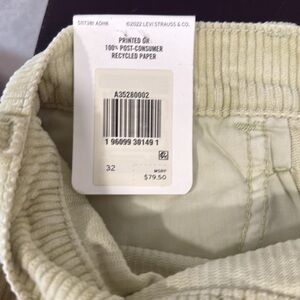 ©2022 LEVI STRAUSS & CO.
PRINTED ON
100% POST-CONSUMER
RECYCLED PAPER
A35280002
1 96099 30149 1
32
MSRP
$79.50